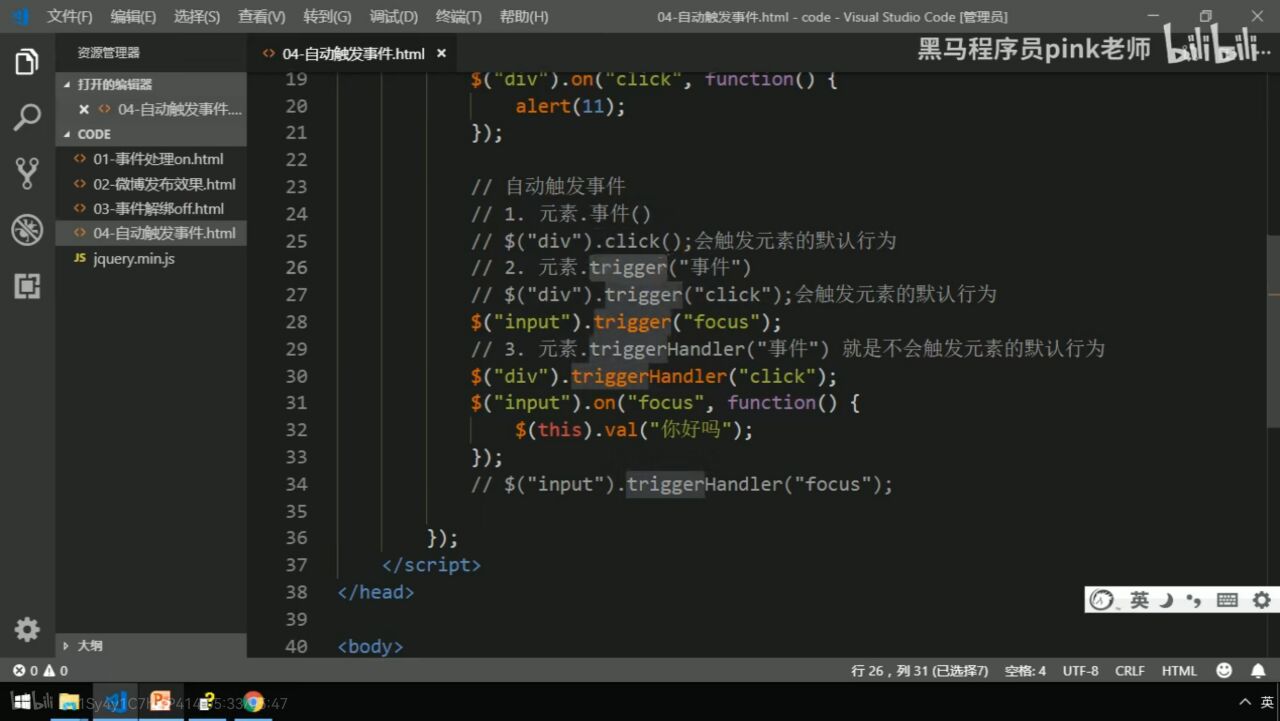 文件(F) 编辑(E) 选择(S) 查看(V) 转到(G) 调试(D) 终端(T) 帮助(H) 04-自动触发事件.html - code - Visual Studio Code [管理员]
资源管理器
04-自动触发事件.html ×
黑马程序员pink老师 bilibili
打开的编辑器
× 04-自动触发事件....
CODE
01-事件处理on.html
02-微博发布效果.html
03-事件解绑off.html
04-自动触发事件.html
JS jquery.min.js
大纲
19 $("div").on("click", function() {
20 alert(11);
21 });
22
23 // 自动触发事件
24 // 1. 元素.事件()
25 // $("div").click();会触发元素的默认行为
26 // 2. 元素.trigger("事件")
27 // $("div").trigger("click");会触发元素的默认行为
28 $("input").trigger("focus");
29 // 3. 元素.triggerHandler("事件") 就是不会触发元素的默认行为
30 $("div").triggerHandler("click");
31 $("input").on("focus", function() {
32 $(this).val("你好吗");
33 });
34 // $("input").triggerHandler("focus");
35
36 });
37 </script>
38 </head>
39
40 <body>
英
0 0 行 26，列 31 (已选择7) 空格: 4 UTF-8 CRLF HTML
英